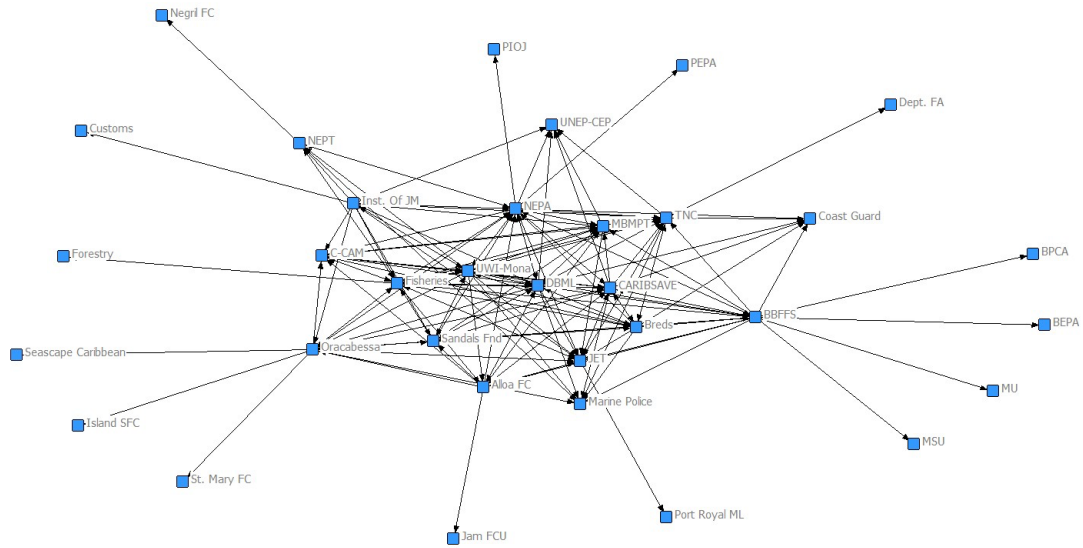 Negril FC
PIOJ
PEPA
Dept. FA
UNEP-CEP
Customs
NEPT
Inst. Of JM
NEPA
TNC
Coast Guard
MBMPT
Forestry
C-CAM
BPCA
UWI-Mona
Fisheries
DBML
CARIBSAVE
BBFFS
BEPA
Breds
Sandals Fnd
Oracabessa
Seascape Caribbean
JET
Alloa FC
MU
Marine Police
Island SFC
MSU
St. Mary FC
Port Royal ML
Jam FCU